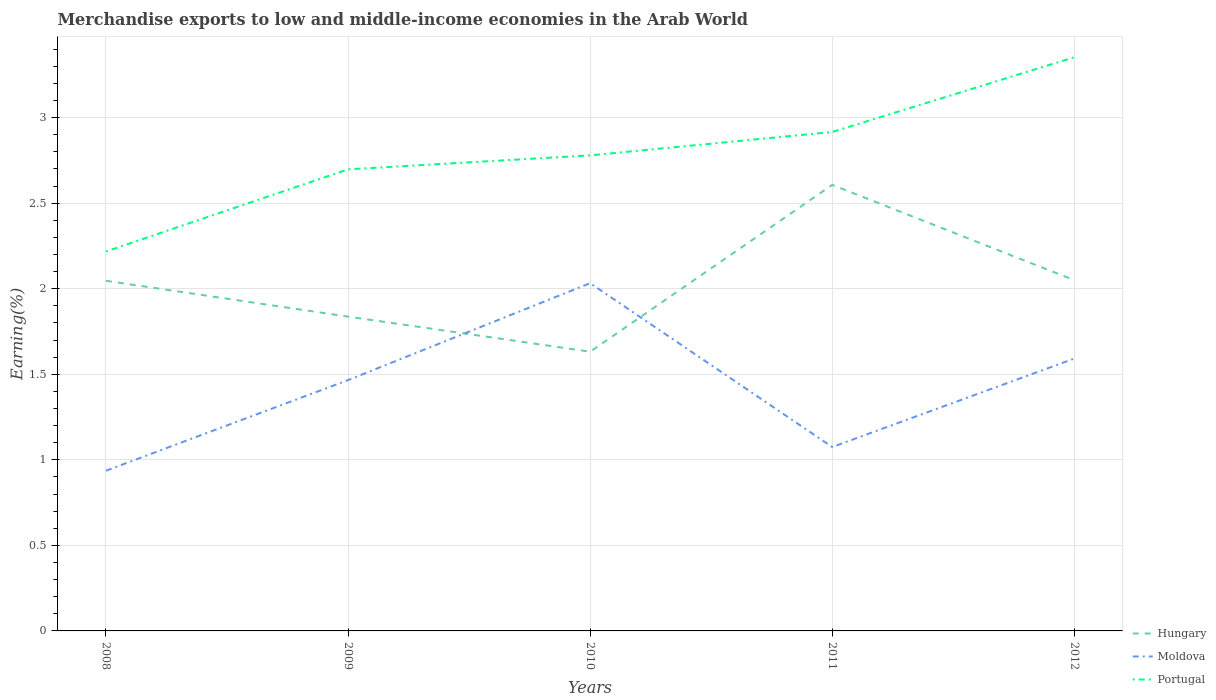 Merchandise exports to low and middle-income economies in the Arab World
Earning(%)
3
2.5
2
1.5
1
0.5
0
2008
2009
2010
2011
2012
Years
Hungary
Moldova
Portugal